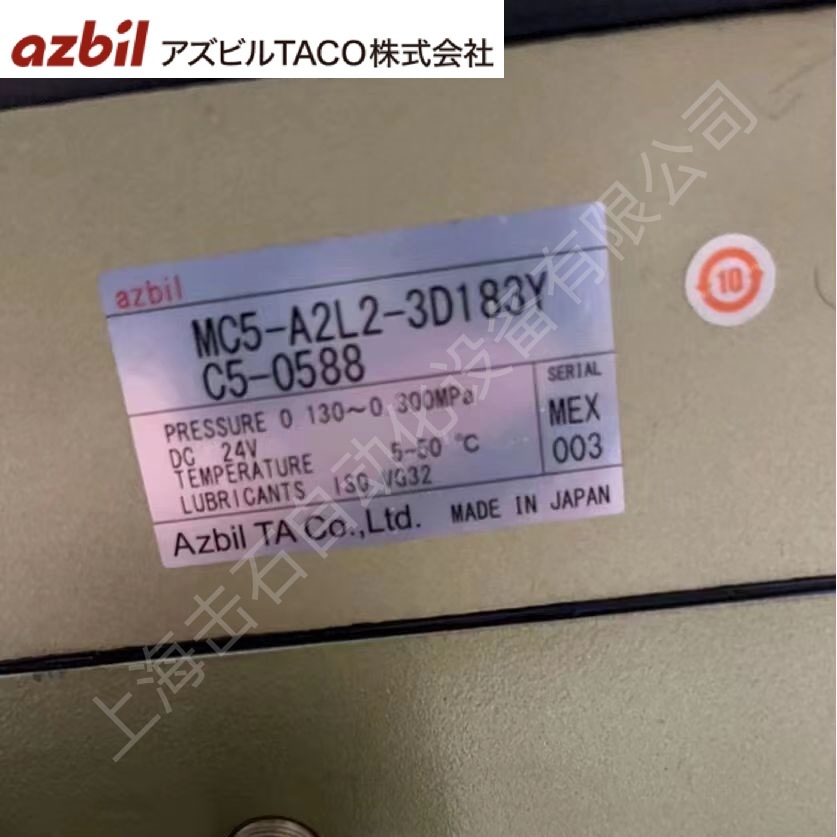 azbil アズビルTACO株式会社
10
azbil
MC5-A2L2-3D183Y
C5-0588
PRESSURE 0.130～0.300MPa
DC 24V
TEMPERATURE 5-50 °C
LUBRICANTS ISO VG32
SERIAL
MEX
003
Azbil TA Co.,Ltd. MADE IN JAPAN
上海击石自动化设备有限公司